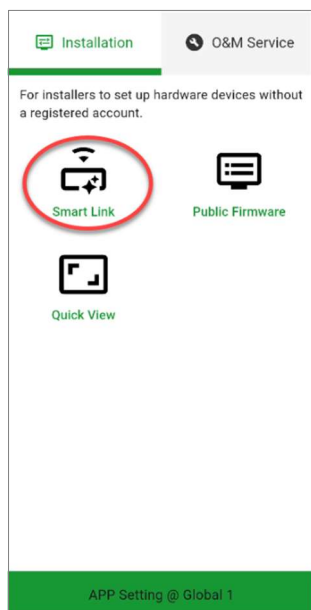 Installation
O&M Service
For installers to set up hardware devices without
a registered account.
Smart Link
Public Firmware
Quick View
APP Setting @ Global 1